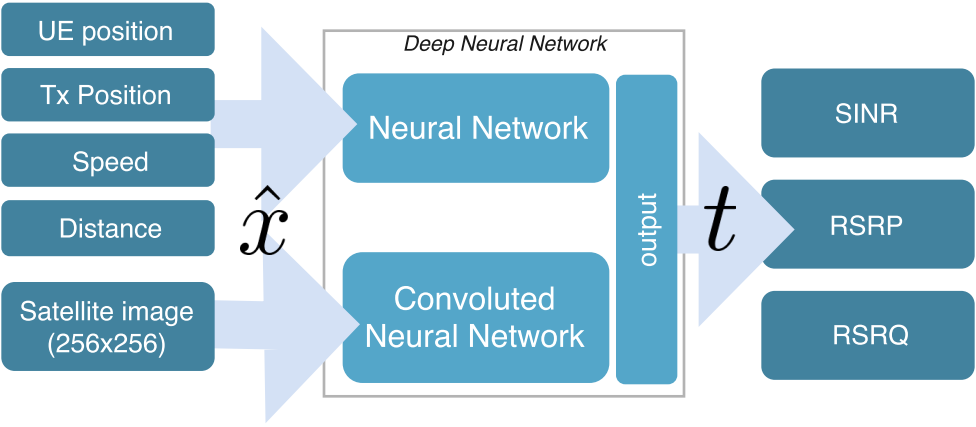 UE position
Tx Position
Speed
Distance
Satellite image
(256x256)
x̂
Deep Neural Network
Neural Network
Convoluted
Neural Network
output
t
SINR
RSRP
RSRQ